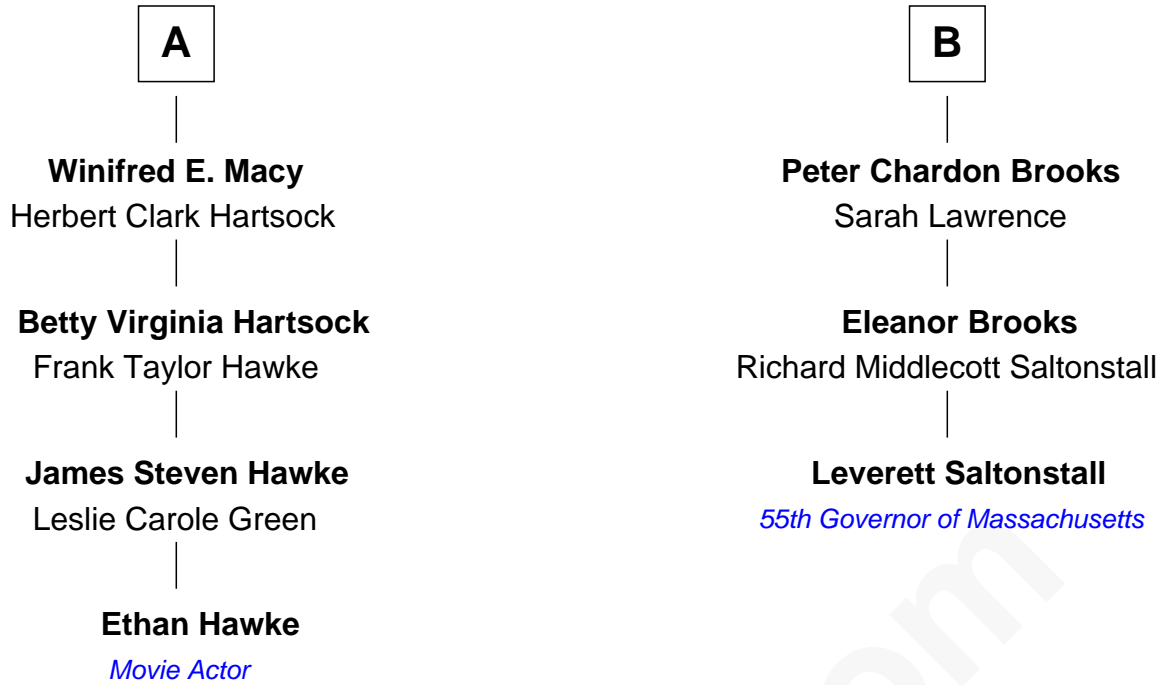 A
Winifred E. Macy
Herbert Clark Hartsock
Betty Virginia Hartsock
Frank Taylor Hawke
James Steven Hawke
Leslie Carole Green
Ethan Hawke
Movie Actor
B
Peter Chardon Brooks
Sarah Lawrence
Eleanor Brooks
Richard Middlecott Saltonstall
Leverett Saltonstall
55th Governor of Massachusetts
om